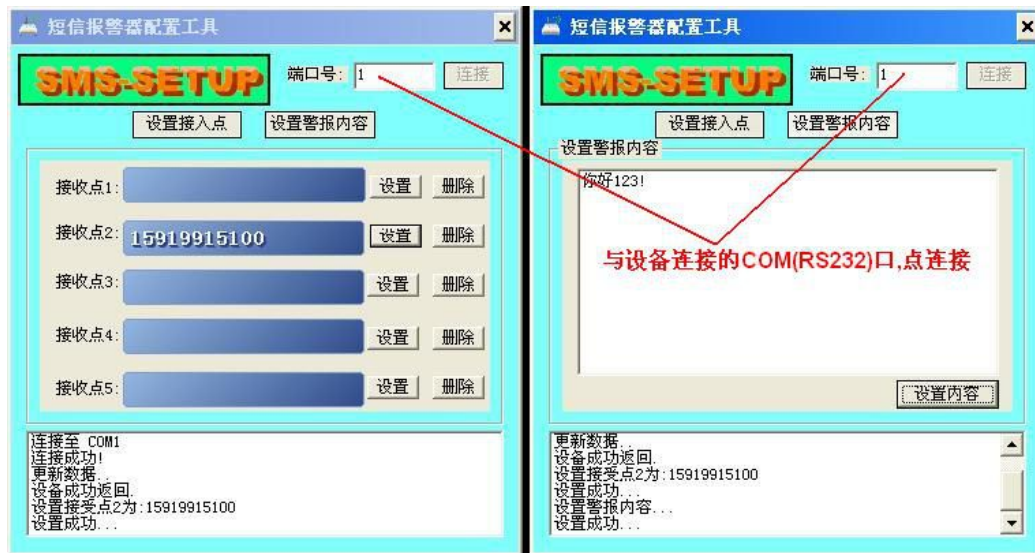 短信报警器配置工具
SMS-SETUP
端口号: 1
连接
设置接入点
设置警报内容
接收点1:
设置
删除
接收点2:
15919915100
设置
删除
接收点3:
设置
删除
接收点4:
设置
删除
接收点5:
设置
删除
连接至 COM1
连接成功!
更新数据..
设备成功返回.
设置接受点2为:15919915100
设置成功...
短信报警器配置工具
SMS-SETUP
端口号: 1
连接
设置接入点
设置警报内容
设置警报内容
你好123!
与设备连接的COM(RS232)口,点连接
设置内容
更新数据..
设备成功返回.
设置接受点2为:15919915100
设置成功...
设置警报内容...
设置成功...